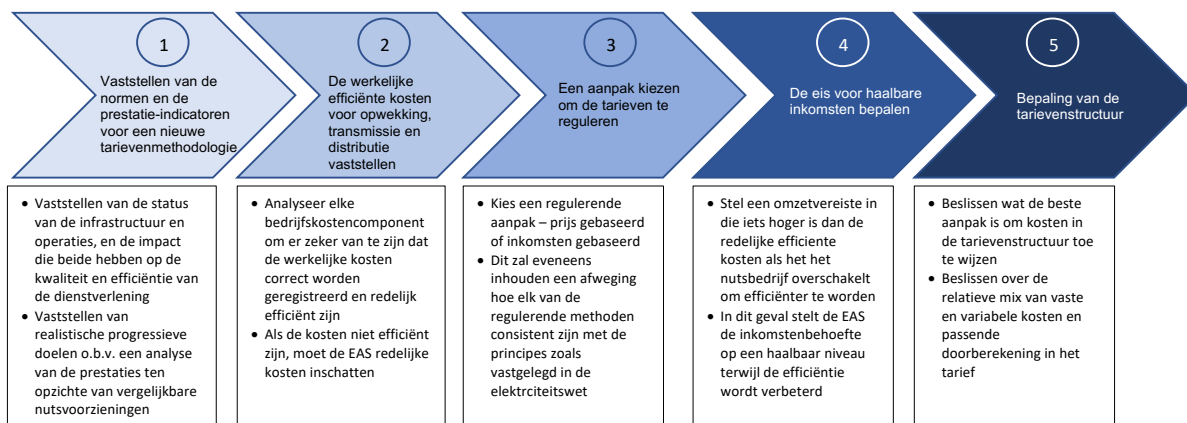 1
Vaststellen van de
normen en de
prestatie-indicatoren
voor een nieuwe
tarievenmethodologie
2
De werkelijke
efficiënte kosten
voor opwekking,
transmissie en
distributie
vaststellen
3
Een aanpak kiezen
om de tarieven te
reguleren
4
De eis voor haalbare
inkomsten bepalen
5
Bepaling van de
tarievenstructuur
• Vaststellen van de status
van de infrastructuur en
operaties, en de impact
die beide hebben op de
kwaliteit en efficiëntie van
de dienstverlening
• Vaststellen van
realistische progressieve
doelen o.b.v. een analyse
van de prestaties ten
opzichte van vergelijkbare
nutsvoorzieningen
• Analyseer elke
bedrijfskostencomponent
om er zeker van te zijn dat
de werkelijke kosten
correct worden
geregistreerd en redelijk
efficiënt zijn
• Als de kosten niet efficiënt
zijn, moet de EAS redelijke
kosten inschatten
• Kies een regulerende
aanpak – prijs gebaseerd
of inkomsten gebaseerd
• Dit zal eveneens
inhouden een afweging
hoe elk van de
regulerende methoden
consistent zijn met de
principes zoals
vastgelegd in de
elektrciteitswet
• Stel een omzetvereiste in
die iets hoger is dan de
redelijke efficiente
kosten als het het
nutsbedrijf overschakelt
om efficiënter te worden
• In dit geval stelt de EAS
de inkomstenbehoefte
op een haalbaar niveau
terwijl de efficiëntie
wordt verbeterd
• Beslissen wat de beste
aanpak is om kosten in
de tarievenstructuur toe
te wijzen
• Beslissen over de
relatieve mix van vaste
en variabele kosten en
passende
doorberekening in het
tarief